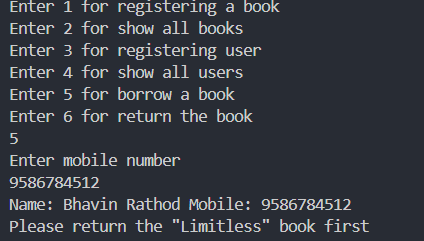 Enter 1 for registering a book
Enter 2 for show all books
Enter 3 for registering user
Enter 4 for show all users
Enter 5 for borrow a book
Enter 6 for return the book
5
Enter mobile number
9586784512
Name: Bhavin Rathod Mobile: 9586784512
Please return the "Limitless" book first